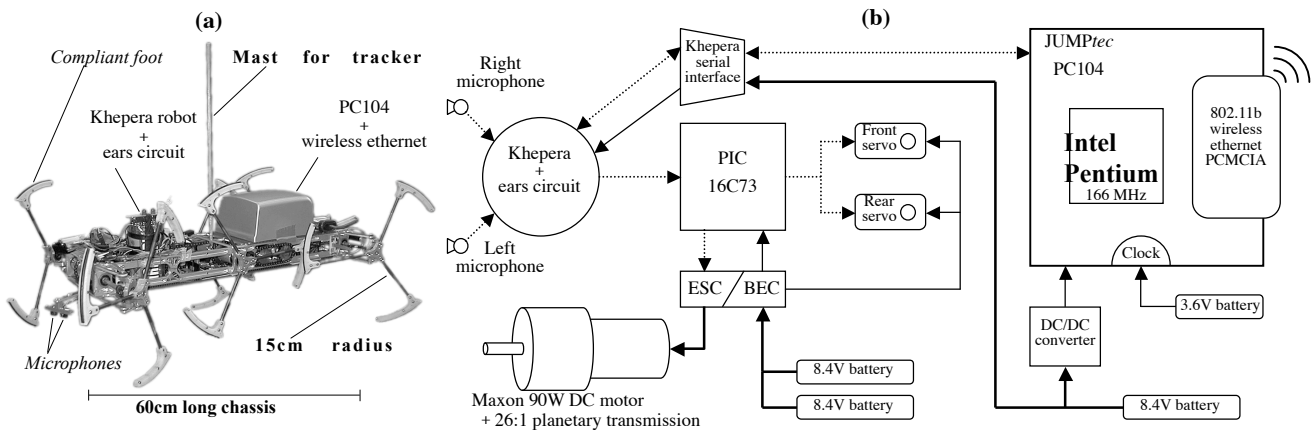 (a)
Compliant foot
Mast for tracker
Khepera robot
+
ears circuit
PC104
+
wireless ethernet
Microphones
15cm radius
60cm long chassis
(b)
Right
microphone
Khepera
+
ears circuit
Left
microphone
Khepera
serial
interface
PIC
16C73
Front
servo
Rear
servo
ESC
BEC
Maxon 90W DC motor
+ 26:1 planetary transmission
8.4V battery
8.4V battery
JUMPtec
PC104
Intel
Pentium
166 MHz
802.11b
wireless
ethernet
PCMCIA
Clock
3.6V battery
DC/DC
converter
8.4V battery